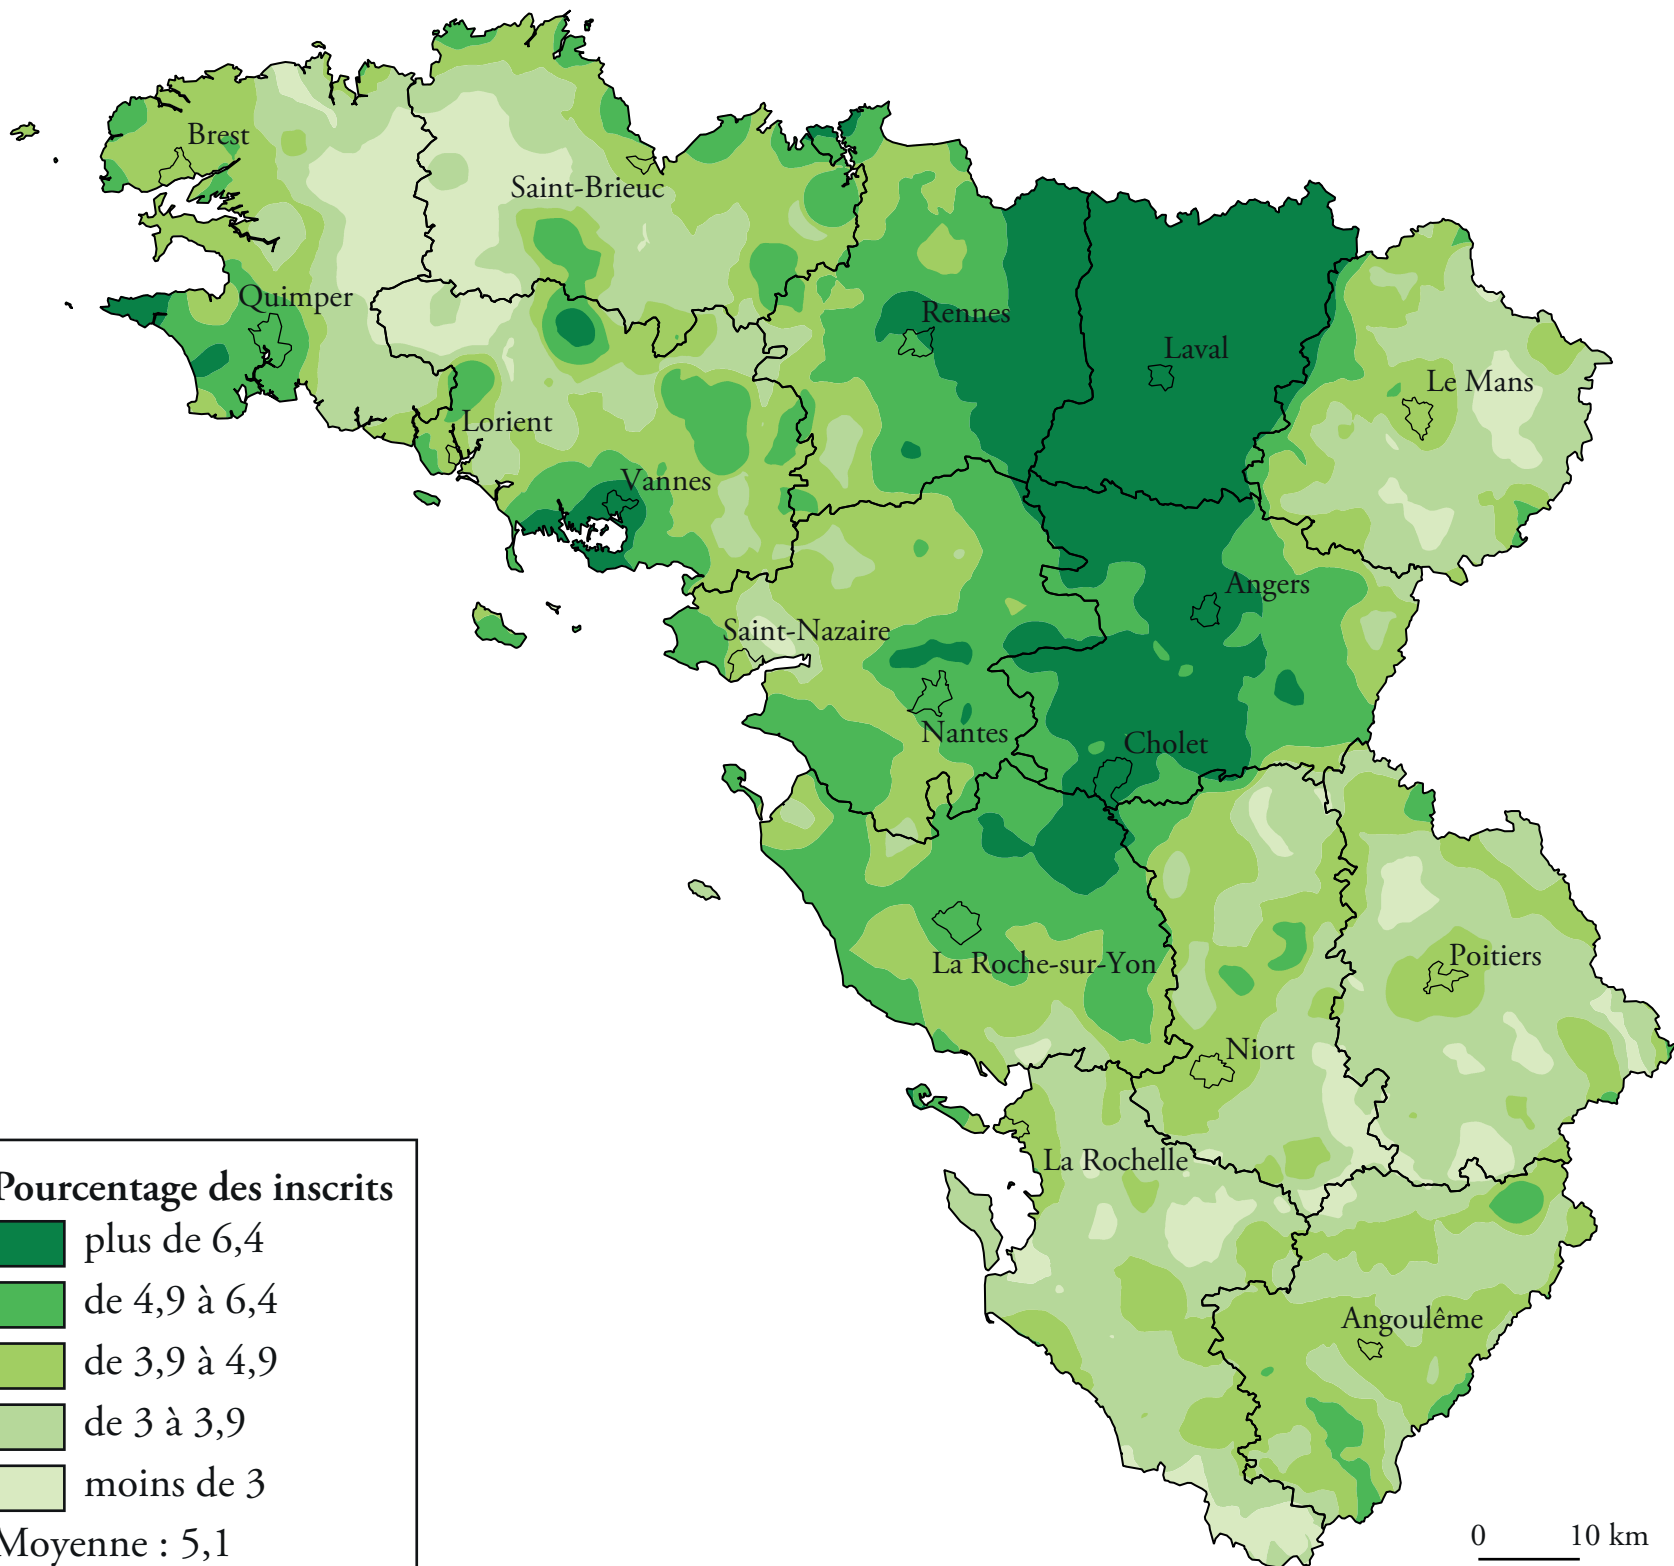 Brest
Saint-Brieuc
Quimper
Rennes
Laval
Le Mans
Lorient
Vannes
Angers
Saint-Nazaire
Nantes
Cholet
La Roche-sur-Yon
Poitiers
Niort
La Rochelle
Angoulême
Pourcentage des inscrits
plus de 6,4
de 4,9 à 6,4
de 3,9 à 4,9
de 3 à 3,9
moins de 3
Moyenne : 5,1
0 10 km